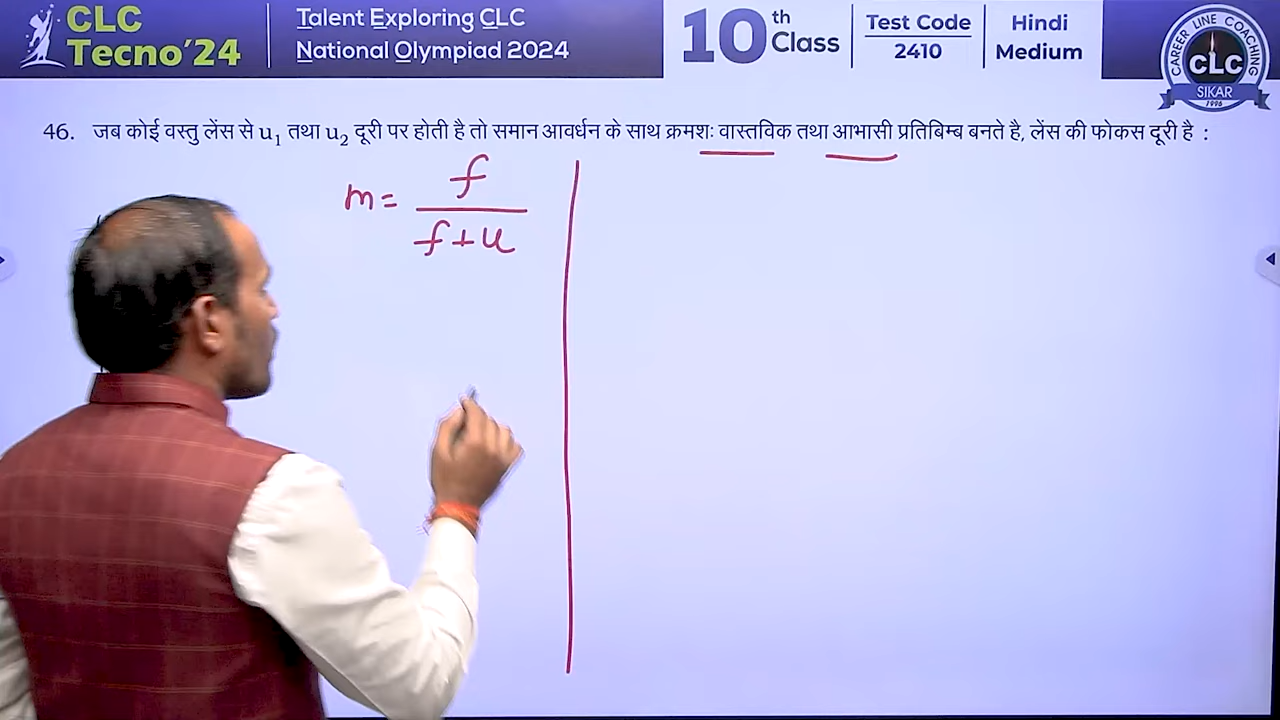 CLC
Tecno'24
Talent Exploring CLC
National Olympiad 2024
10th Class
Test Code
2410
Hindi
Medium
CAREER LINE COACHING
CLC
SIKAR
1996
46. जब कोई वस्तु लेंस से u₁ तथा u₂ दूरी पर होती है तो समान आवर्धन के साथ क्रमशः वास्तविक तथा आभासी प्रतिबिम्ब बनते है, लेंस की फोकस दूरी है :
m = f / f+u